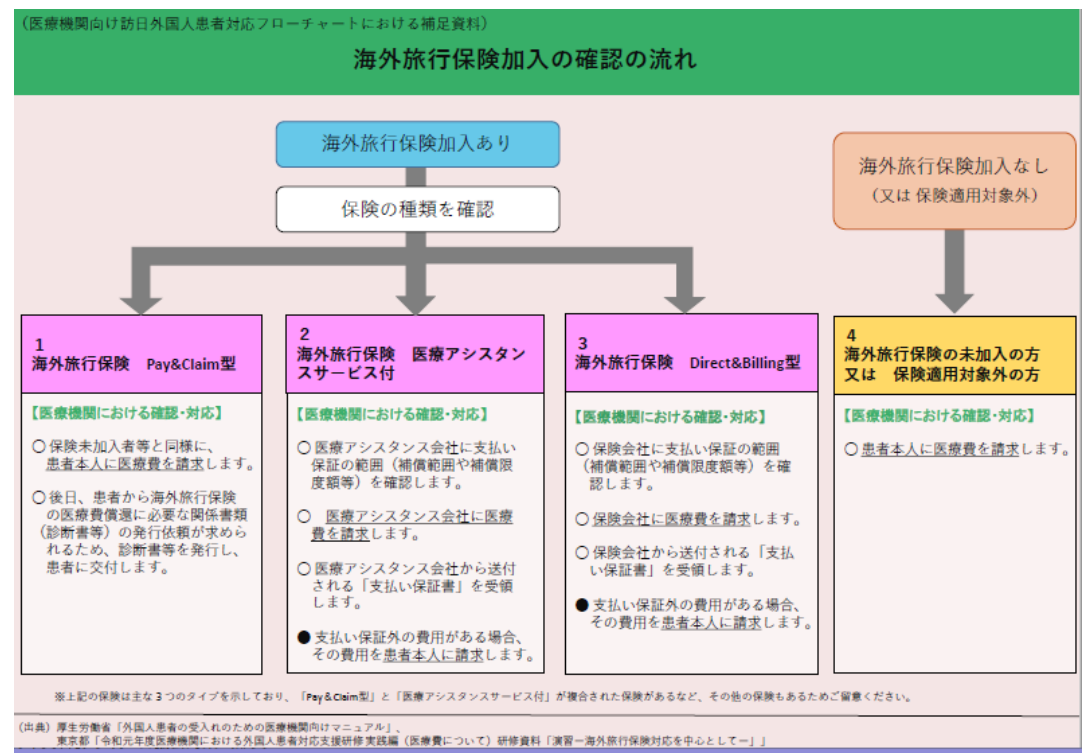 （医療機関向け訪日外国人患者対応フローチャートにおける補足資料）
海外旅行保険加入の確認の流れ
海外旅行保険加入あり
保険の種類を確認
海外旅行保険加入なし
（又は 保険適用対象外）
1
海外旅行保険　Pay&Claim型
【医療機関における確認・対応】
○ 保険未加入者等と同様に、
患者本人に医療費を請求します。
○ 後日、患者から海外旅行保険
の医療費償還に必要な関係書類
（診断書等）の発行依頼が求めら
れるため、診断書等を発行し、
患者に交付します。
2
海外旅行保険　医療アシスタン
スサービス付
【医療機関における確認・対応】
○ 医療アシスタンス会社に支払い
保証の範囲（補償範囲や補償限
度額等）を確認します。
○　医療アシスタンス会社に医療
費を請求します。
○ 医療アシスタンス会社から送付
される「支払い保証書」を受領
します。
● 支払い保証外の費用がある場合、
その費用を患者本人に請求します。
3
海外旅行保険　Direct&Billing型
【医療機関における確認・対応】
○ 保険会社に支払い保証の範囲
（補償範囲や補償限度額等）を確
認します。
○ 保険会社に医療費を請求します。
○ 保険会社から送付される「支払
い保証書」を受領します。
● 支払い保証外の費用がある場合、
その費用を患者本人に請求します。
4
海外旅行保険の未加入の方
又は　保険適用対象外の方
【医療機関における確認・対応】
○ 患者本人に医療費を請求します。
※上記の保険は主な３つのタイプを示しており、「Pay＆Claim型」と「医療アシスタンスサービス付」が複合された保険があるなど、その他の保険もあるためご留意ください。
（出典）厚生労働省「外国人患者の受入れのための医療機関向けマニュアル」、
東京都「令和元年度医療機関における外国人患者対応支援研修 実践編（医療費について）研修資料「演習ー海外旅行保険対応を中心としてー」」